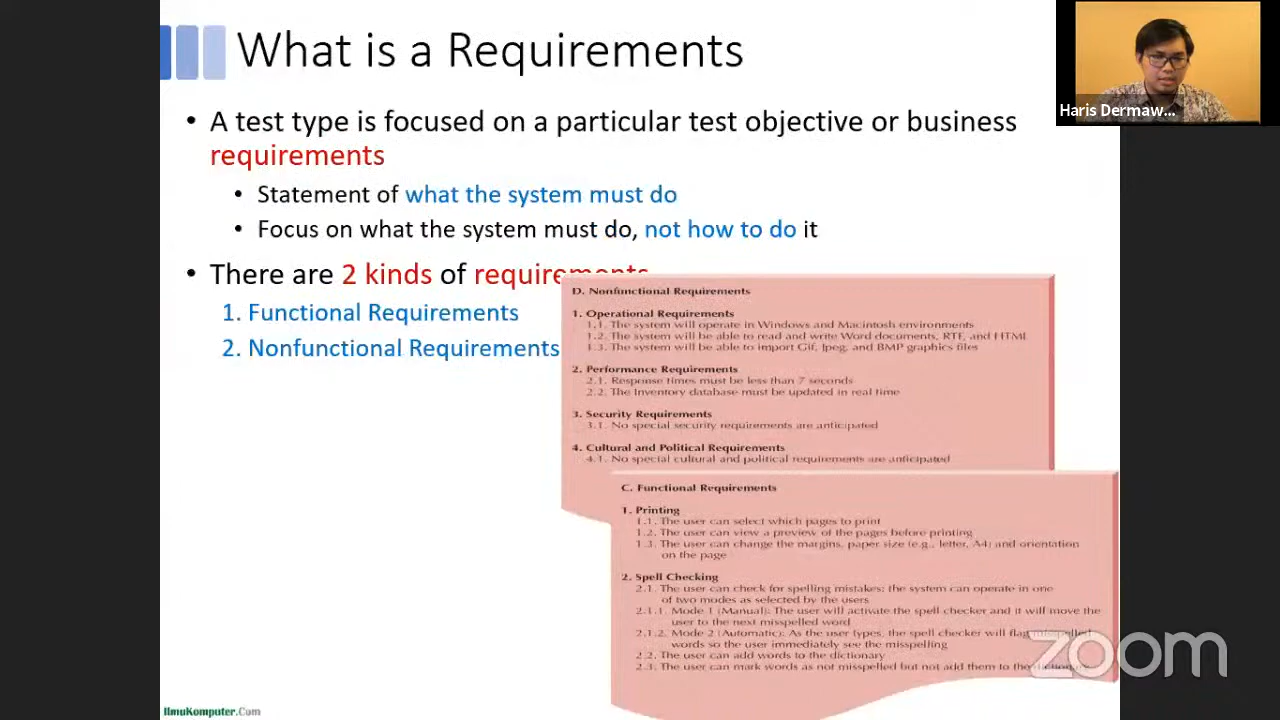 What is a Requirements
Haris Dermaw...
• A test type is focused on a particular test objective or business
requirements
• Statement of what the system must do
• Focus on what the system must do, not how to do it
• There are 2 kinds of requirements
1. Functional Requirements
2. Nonfunctional Requirements
D. Nonfunctional Requirements
1. Operational Requirements
1.1. The system will operate in Windows and Macintosh environments
1.2. The system will be able to read and write Word documents, RTF, and HTML
1.3. The system will be able to import Gif, Jpeg, and BMP graphics files
2. Performance Requirements
2.1. Response times must be less than 7 seconds
2.2. The Inventory database must be updated in real time
3. Security Requirements
3.1. No special security requirements are anticipated
4. Cultural and Political Requirements
4.1. No special cultural and political requirements are anticipated
C. Functional Requirements
1. Printing
1.1. The user can select which pages to print
1.2. The user can view a preview of the pages before printing
1.3. The user can change the margins, paper size (e.g., letter, A4) and orientation
on the page
2. Spell Checking
2.1. The user can check for spelling mistakes; the system can operate in one
of two modes as selected by the users
2.1.1. Mode 1 (Manual): The user will activate the spell checker and it will move the
user to the next misspelled word
2.1.2. Mode 2 (Automatic): As the user types, the spell checker will flag misspelled
words so the user immediately see the misspelling
2.2. The user can add words to the dictionary
2.3. The user can mark words as not misspelled but not add them to the dictionary
zoom
IlmuKomputer.Com